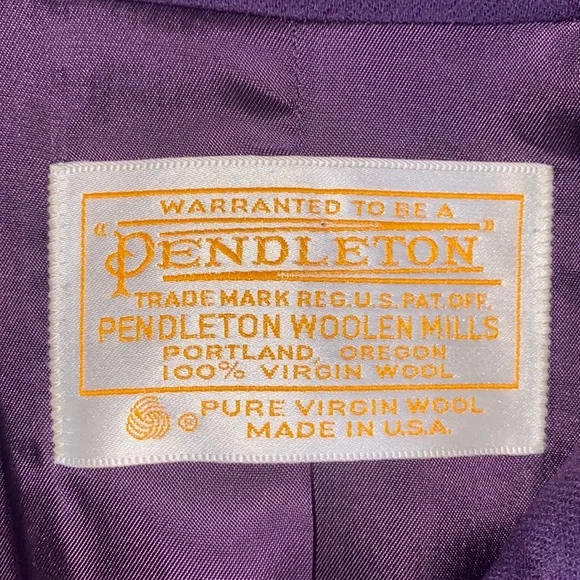 WARRANTED TO BE A
"PENDLETON"
TRADE MARK REG. U.S. PAT. OFF.
PENDLETON WOOLEN MILLS
PORTLAND, OREGON
100% VIRGIN WOOL
® PURE VIRGIN WOOL
MADE IN U.S.A.